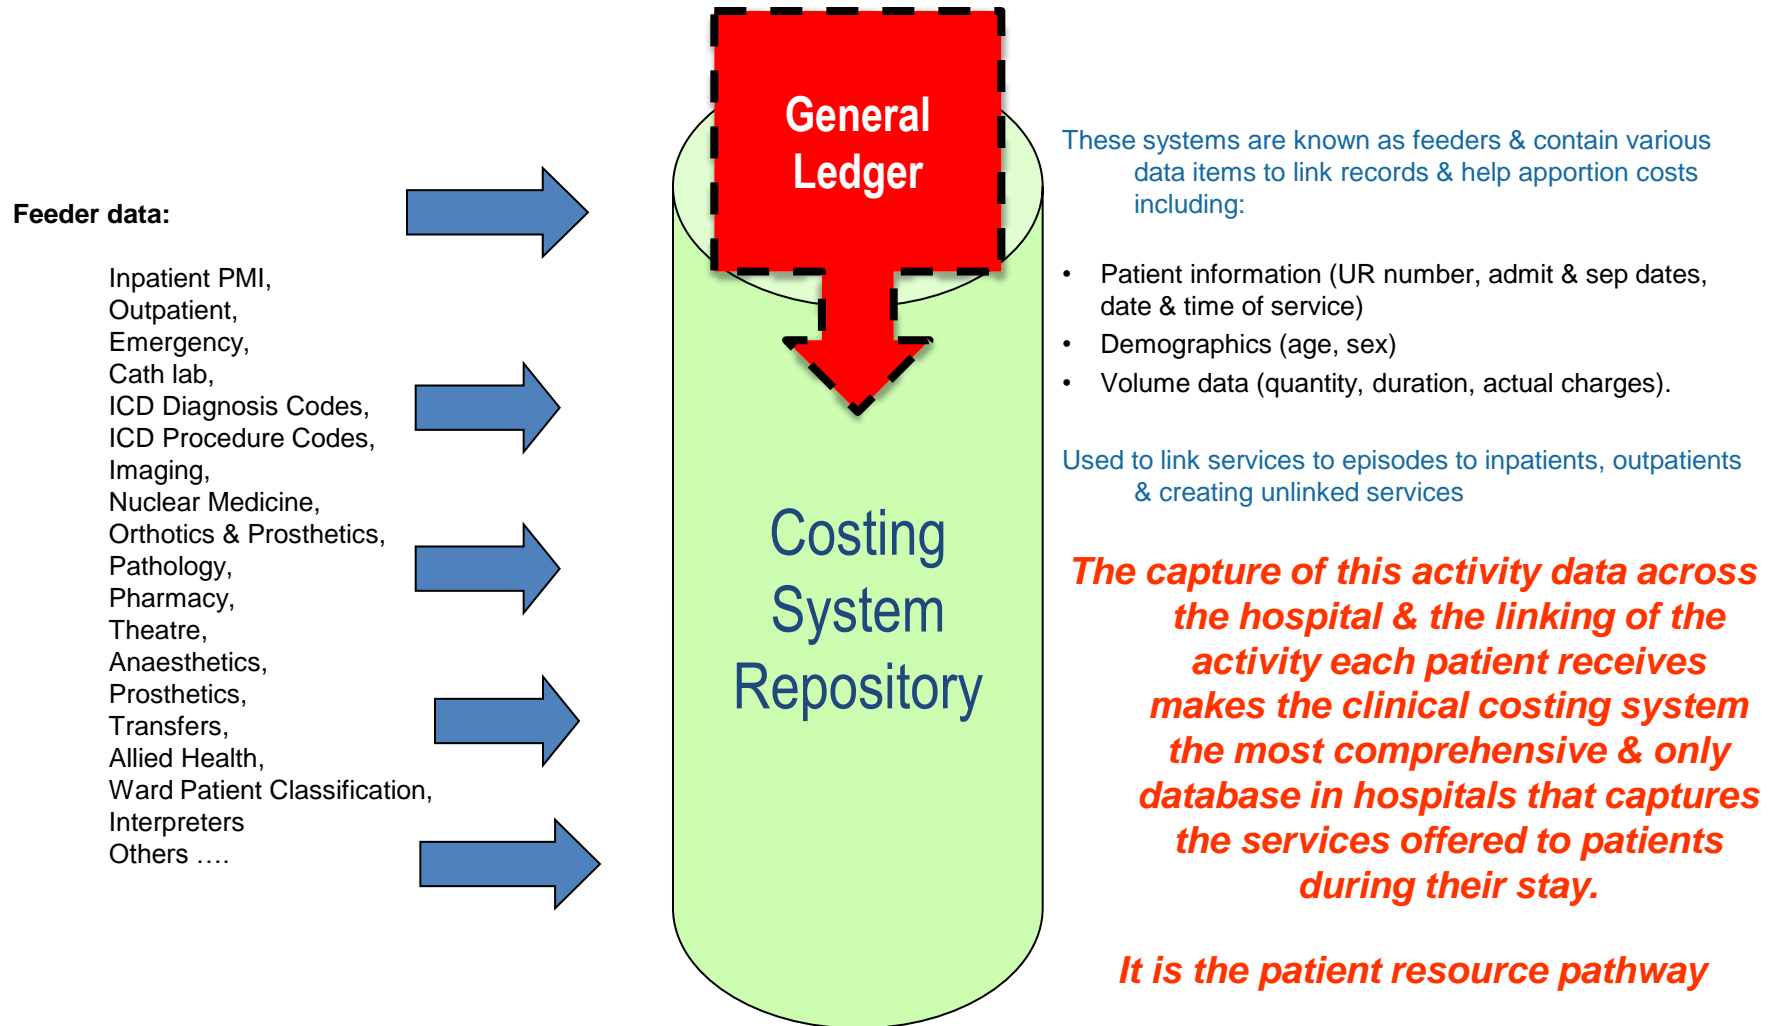 General
Ledger
Feeder data:
Inpatient PMI,
Outpatient,
Emergency,
Cath lab,
ICD Diagnosis Codes,
ICD Procedure Codes,
Imaging,
Nuclear Medicine,
Orthotics & Prosthetics,
Pathology,
Pharmacy,
Theatre,
Anaesthetics,
Prosthetics,
Transfers,
Allied Health,
Ward Patient Classification,
Interpreters
Others ….
Costing
System
Repository
These systems are known as feeders & contain various
data items to link records & help apportion costs
including:
• Patient information (UR number, admit & sep dates,
date & time of service)
• Demographics (age, sex)
• Volume data (quantity, duration, actual charges).
Used to link services to episodes to inpatients, outpatients
& creating unlinked services
The capture of this activity data across
the hospital & the linking of the
activity each patient receives
makes the clinical costing system
the most comprehensive & only
database in hospitals that captures
the services offered to patients
during their stay.
It is the patient resource pathway